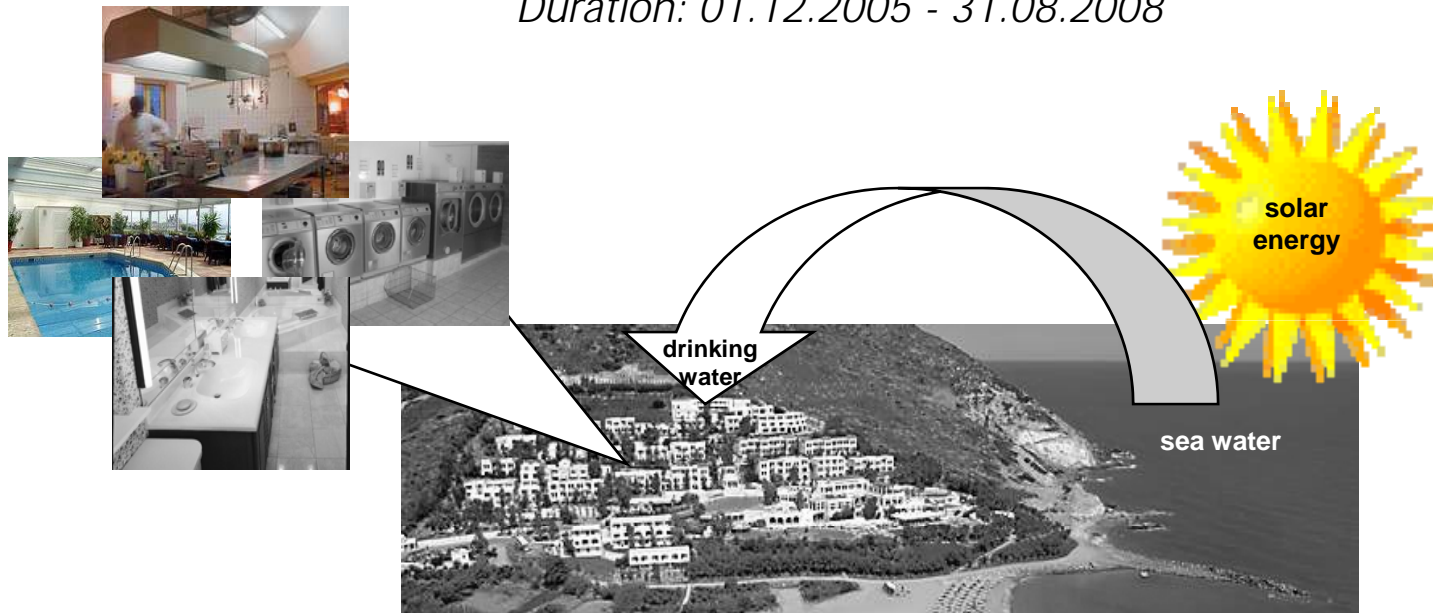 Duration: 01.12.2005 - 31.08.2008
solar
energy
drinking
water
sea water